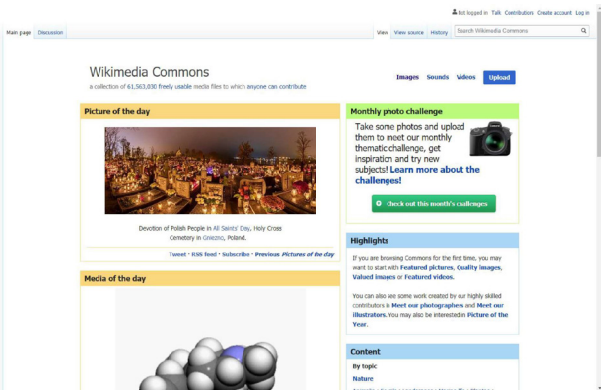 Not logged in Talk Contributions Create account Log in
Main page Discussion
View View source History Search Wikimedia Commons
Wikimedia Commons
a collection of 61,563,030 freely usable media files to which anyone can contribute
Images Sounds Videos Upload
Picture of the day
Devotion of Polish People in All Saints' Day, Holy Cross
Cemetery in Gniezno, Poland.
Tweet · RSS feed · Subscribe · Previous Pictures of the day
Media of the day
Monthly photo challenge
Take some photos and upload
them to meet our monthly
thematic challenge, get
inspiration and try new
subjects! Learn more about the
challenges!
Check out this month's challenges
Highlights
If you are browsing Commons for the first time, you may
want to start with Featured pictures, Quality images,
Valued images or Featured videos.
You can also see some work created by our highly skilled
contributors in Meet our photographers and Meet our
illustrators. You may also be interested in Picture of the
Year.
Content
By topic
Nature